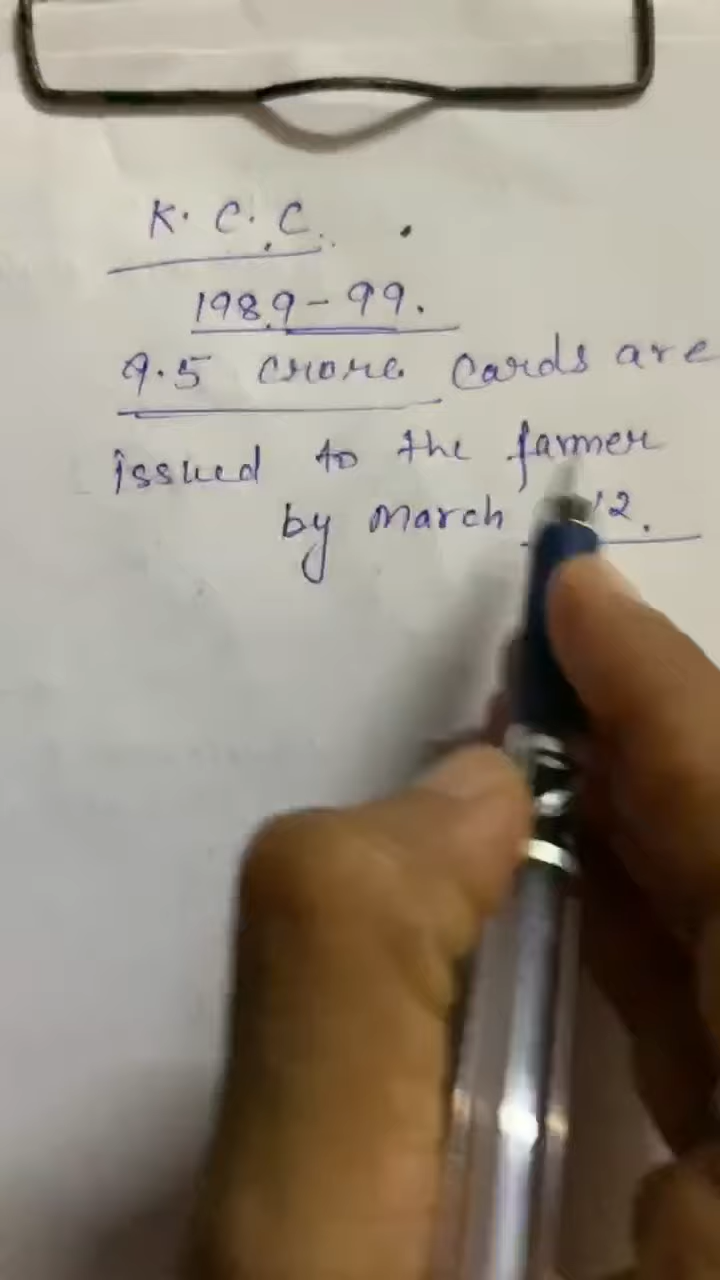 K. C. C.
1989-99.
9.5 crore cards are
issued to the farmer
by March